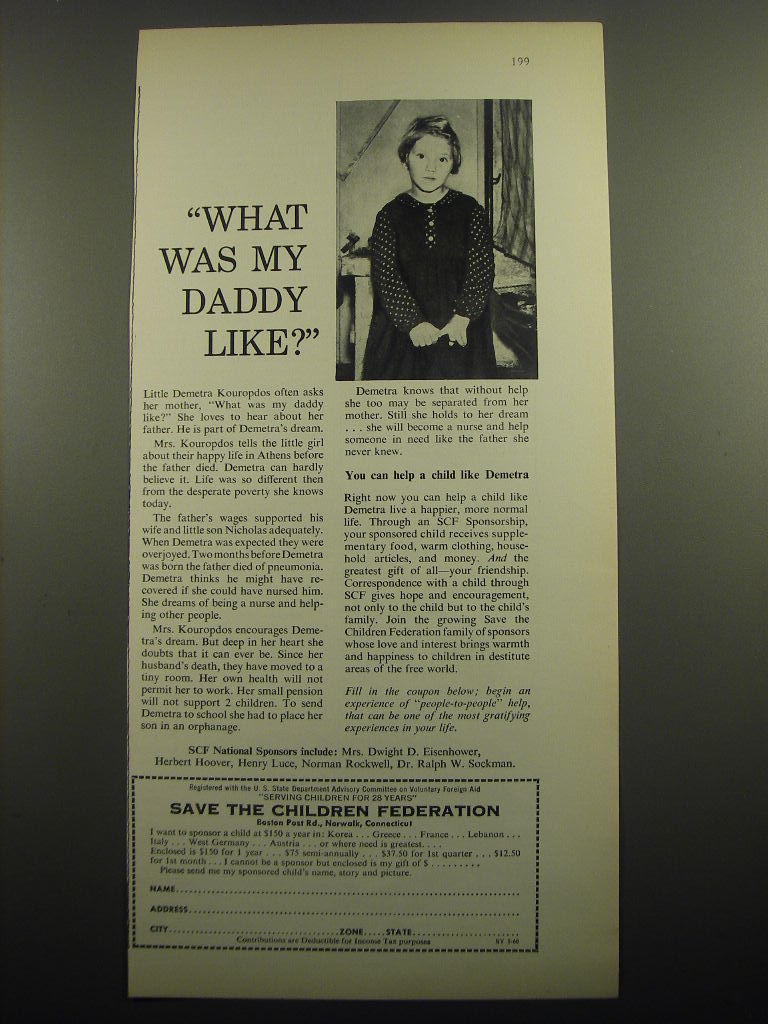 199
“WHAT
WAS MY
DADDY
LIKE?”
Little Demetra Kouropdos often asks
her mother, “What was my daddy
like?” She loves to hear about her
father. He is part of Demetra's dream.
Mrs. Kouropdos tells the little girl
about their happy life in Athens before
the father died. Demetra can hardly
believe it. Life was so different then
from the desperate poverty she knows
today.
The father's wages supported his
wife and little son Nicholas adequately.
When Demetra was expected they were
overjoyed. Two months before Demetra
was born the father died of pneumonia.
Demetra thinks he might have re-
covered if she could have nursed him.
She dreams of being a nurse and help-
ing other people.
Mrs. Kouropdos encourages Deme-
tra's dream. But deep in her heart she
doubts that it can ever be. Since her
husband's death, they have moved to a
tiny room. Her own health will not
permit her to work. Her small pension
will not support 2 children. To send
Demetra to school she had to place her
son in an orphanage.
Demetra knows that without help
she too may be separated from her
mother. Still she holds to her dream
. . . she will become a nurse and help
someone in need like the father she
never knew.
You can help a child like Demetra
Right now you can help a child like
Demetra live a happier, more normal
life. Through an SCF Sponsorship,
your sponsored child receives supple-
mentary food, warm clothing, house-
hold articles, and money. And the
greatest gift of all—your friendship.
Correspondence with a child through
SCF gives hope and encouragement,
not only to the child but to the child's
family. Join the growing Save the
Children Federation family of sponsors
whose love and interest brings warmth
and happiness to children in destitute
areas of the free world.
Fill in the coupon below; begin an
experience of “people-to-people” help,
that can be one of the most gratifying
experiences in your life.
SCF National Sponsors include: Mrs. Dwight D. Eisenhower,
Herbert Hoover, Henry Luce, Norman Rockwell, Dr. Ralph W. Sockman.
Registered with the U. S. State Department Advisory Committee on Voluntary Foreign Aid
“SERVING CHILDREN FOR 28 YEARS”
SAVE THE CHILDREN FEDERATION
Boston Post Rd., Norwalk, Connecticut
I want to sponsor a child at $150 a year in: Korea . . . Greece . . . France . . . Lebanon . . .
Italy . . . West Germany . . . Austria . . . or where need is greatest. . . .
Enclosed is $150 for 1 year . . . $75 semi-annually . . . $37.50 for 1st quarter . . . $12.50
for 1st month . . . I cannot be a sponsor but enclosed is my gift of $ . . . . . . . . .
Please send me my sponsored child's name, story and picture.
NAME
ADDRESS
CITY ZONE STATE
Contributions are Deductible for Income Tax purposes NY 3-60